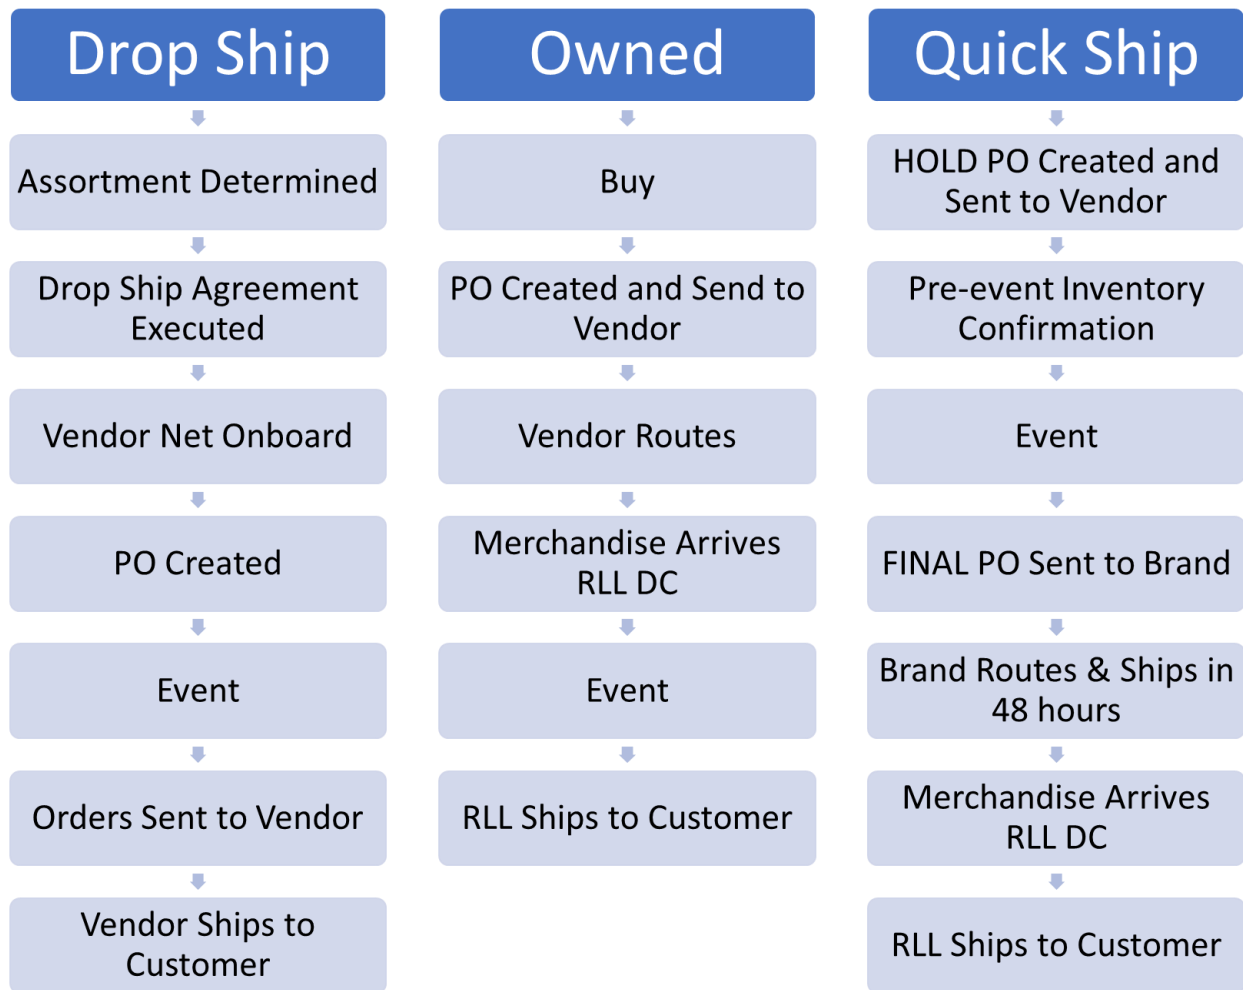 Drop Ship
Assortment Determined
Drop Ship Agreement
Executed
Vendor Net Onboard
PO Created
Event
Orders Sent to Vendor
Vendor Ships to
Customer
Owned
Buy
PO Created and Send to
Vendor
Vendor Routes
Merchandise Arrives
RLL DC
Event
RLL Ships to Customer
Quick Ship
HOLD PO Created and
Sent to Vendor
Pre-event Inventory
Confirmation
Event
FINAL PO Sent to Brand
Brand Routes & Ships in
48 hours
Merchandise Arrives
RLL DC
RLL Ships to Customer